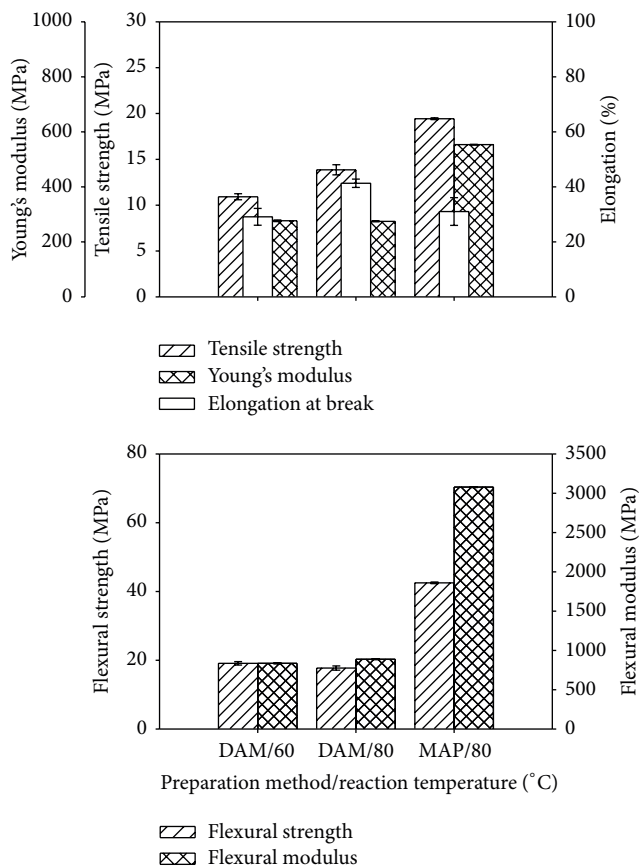 1000
800
600
400
200
0
Young's modulus (MPa)
30
25
20
15
10
5
0
Tensile strength (MPa)
100
80
60
40
20
0
Elongation (%)
Tensile strength
Young's modulus
Elongation at break
80
60
40
20
0
Flexural strength (MPa)
3500
3000
2500
2000
1500
1000
500
0
Flexural modulus (MPa)
DAM/60 DAM/80 MAP/80
Preparation method/reaction temperature (°C)
Flexural strength
Flexural modulus